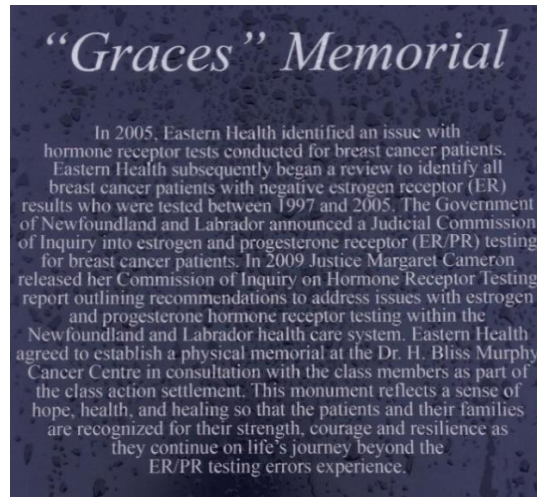 “Graces” Memorial
In 2005, Eastern Health identified an issue with
hormone receptor tests conducted for breast cancer patients.
Eastern Health subsequently began a review to identify all
breast cancer patients with negative estrogen receptor (ER)
results who were tested between 1997 and 2005. The Government
of Newfoundland and Labrador announced a Judicial Commission
of Inquiry into estrogen and progesterone receptor (ER/PR) testing
for breast cancer patients. In 2009 Justice Margaret Cameron
released her Commission of Inquiry on Hormone Receptor Testing
report outlining recommendations to address issues with estrogen
and progesterone hormone receptor testing within the
Newfoundland and Labrador health care system. Eastern Health
agreed to establish a physical memorial at the Dr. H. Bliss Murphy
Cancer Centre in consultation with the class members as part of
the class action settlement. This monument reflects a sense of
hope, health, and healing so that the patients and their families
are recognized for their strength, courage and resilience as
they continue on life’s journey beyond the
ER/PR testing errors experience.